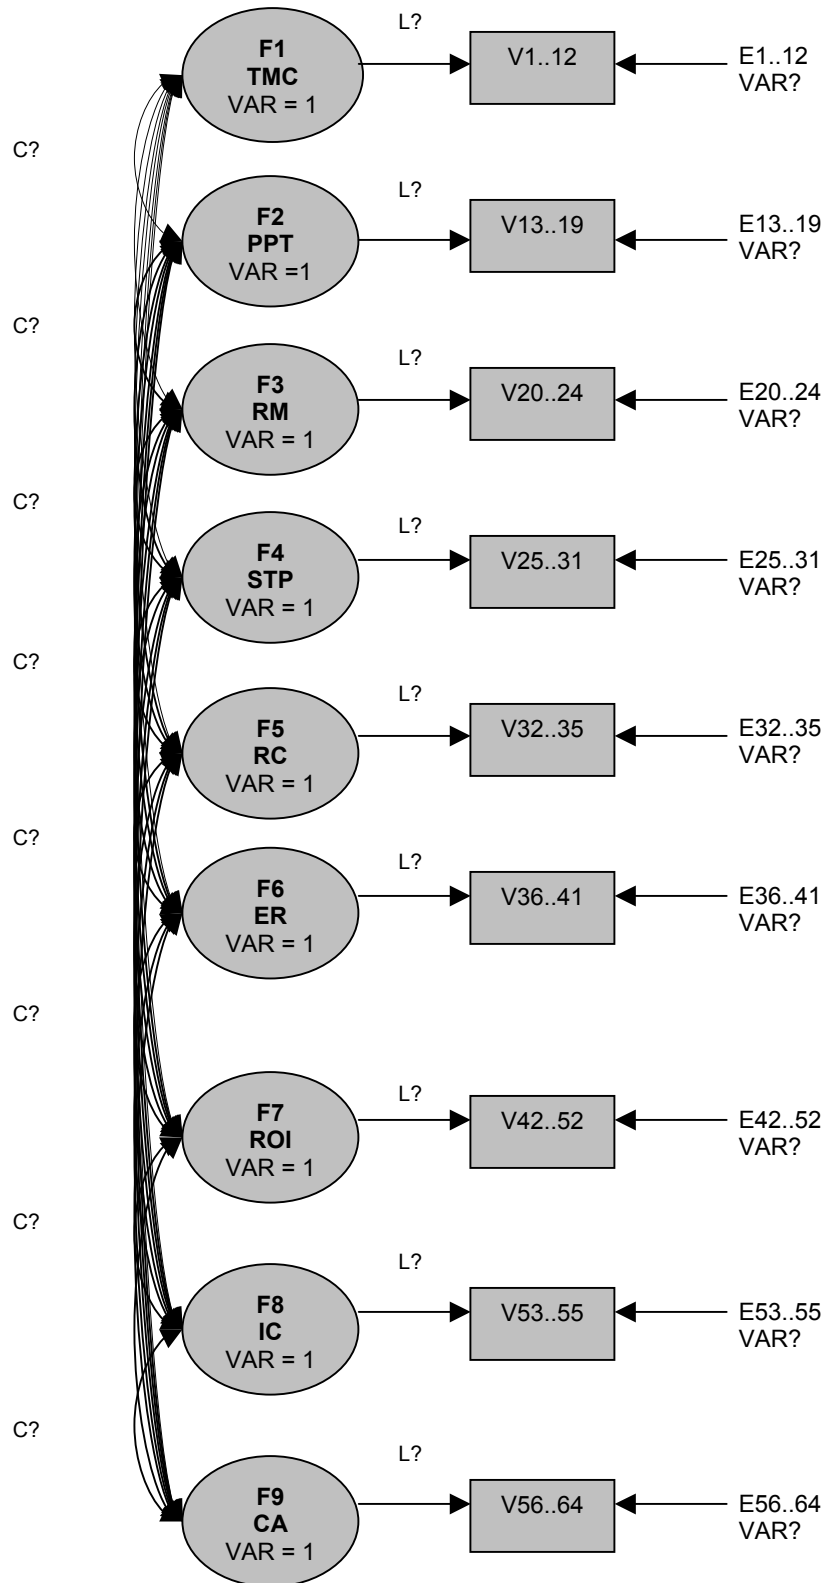 L?
F1
TMC
VAR = 1
V1..12
E1..12
VAR?
C?
L?
F2
PPT
VAR =1
V13..19
E13..19
VAR?
C?
L?
F3
RM
VAR = 1
V20..24
E20..24
VAR?
C?
L?
F4
STP
VAR = 1
V25..31
E25..31
VAR?
C?
L?
F5
RC
VAR = 1
V32..35
E32..35
VAR?
C?
L?
F6
ER
VAR = 1
V36..41
E36..41
VAR?
C?
L?
F7
ROI
VAR = 1
V42..52
E42..52
VAR?
C?
L?
F8
IC
VAR = 1
V53..55
E53..55
VAR?
C?
L?
F9
CA
VAR = 1
V56..64
E56..64
VAR?